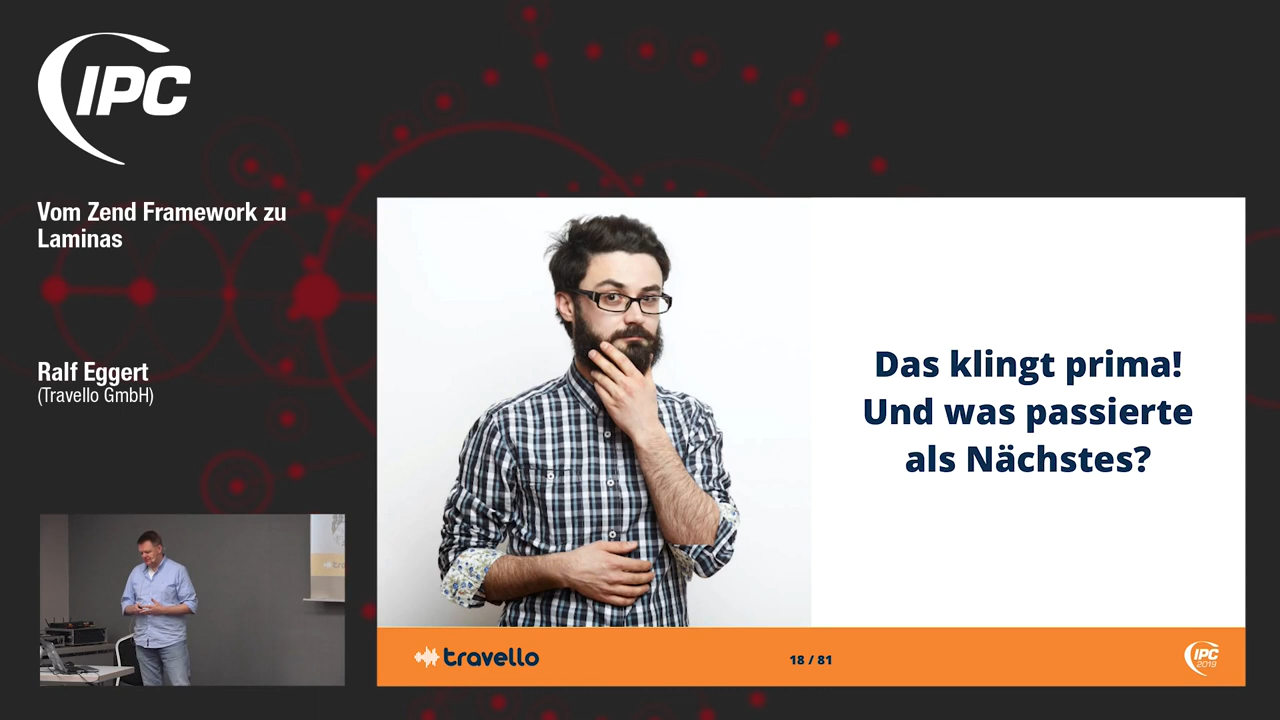 IPC
Vom Zend Framework zu
Laminas
Ralf Eggert
(Travello GmbH)
Das klingt prima!
Und was passierte
als Nächstes?
travello
18 / 81
IPC
2019